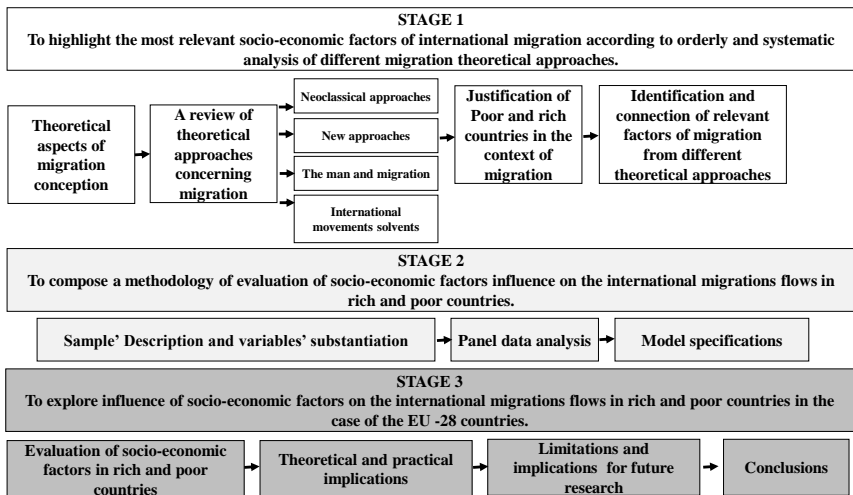 STAGE 1
To highlight the most relevant socio-economic factors of international migration according to orderly and systematic
analysis of different migration theoretical approaches.
Theoretical
aspects of
migration
conception
A review of
theoretical
approaches
concerning
migration
Neoclassical approaches
New approaches
The man and migration
International
movements solvents
Justification of
Poor and rich
countries in the
context of
migration
Identification and
connection of relevant
factors of migration
from different
theoretical approaches
STAGE 2
To compose a methodology of evaluation of socio-economic factors influence on the international migrations flows in
rich and poor countries.
Sample' Description and variables' substantiation
Panel data analysis
Model specifications
STAGE 3
To explore influence of socio-economic factors on the international migrations flows in rich and poor countries in the
case of the EU -28 countries.
Evaluation of socio-economic
factors in rich and poor
countries
Theoretical and practical
implications
Limitations and
implications for future
research
Conclusions